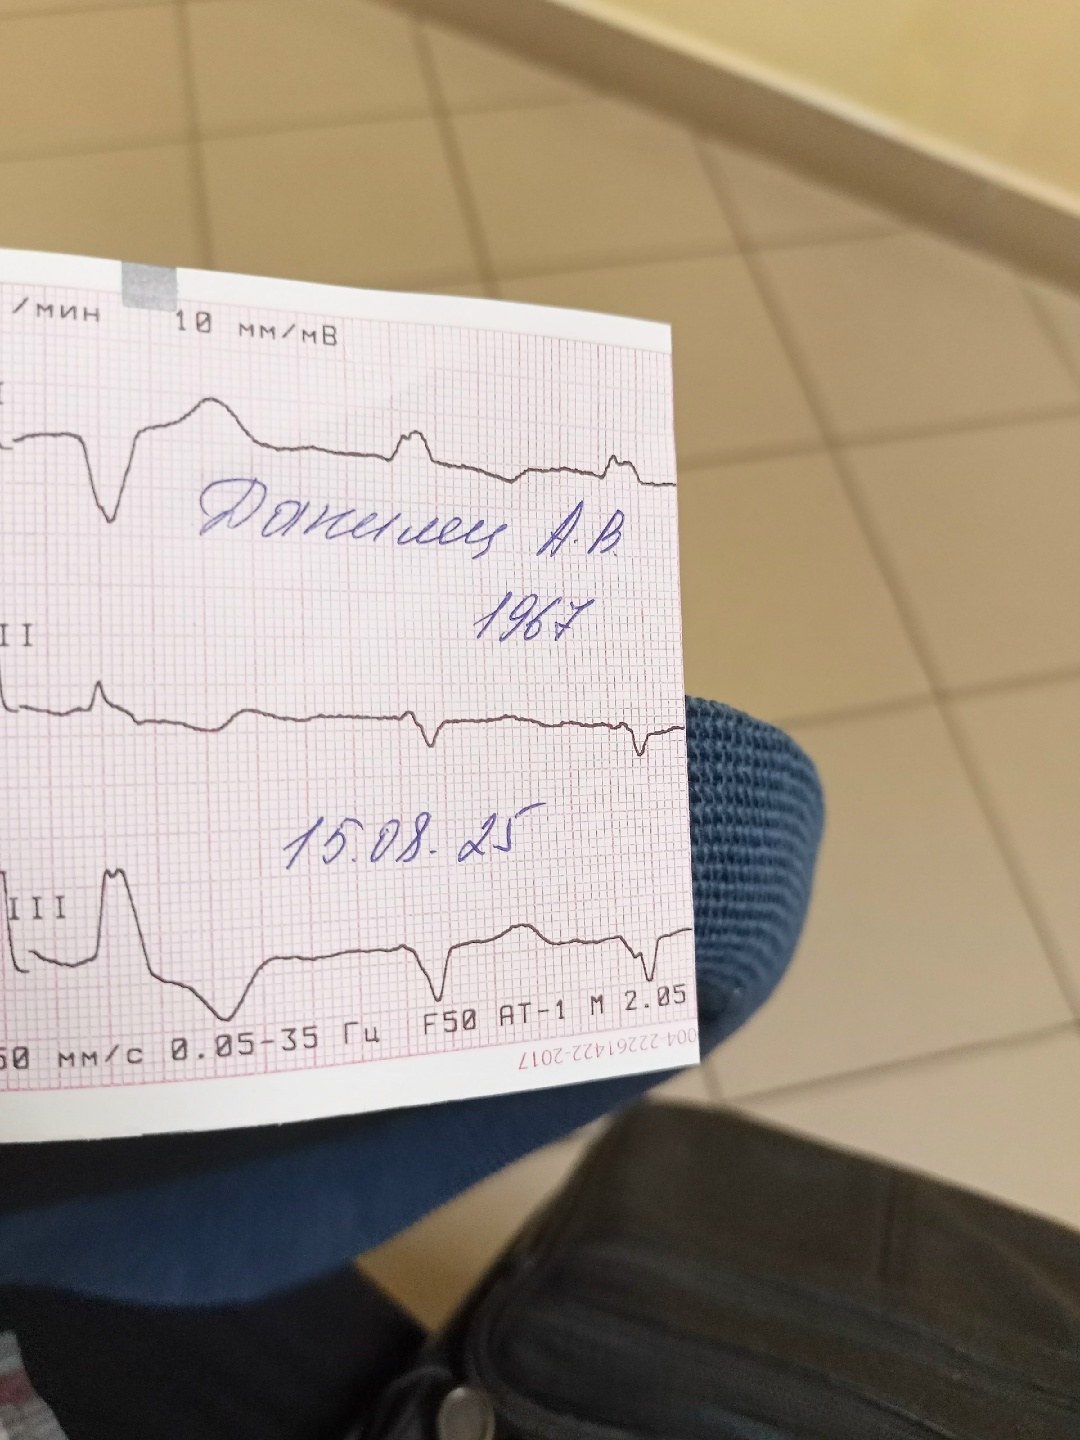 /мин 10 мм/мВ
I
Данилец А.В.
1967
II
15.08.25
III
50 мм/с 0.05-35 Гц F50 АТ-1 М 2.05
004-22261422-2017